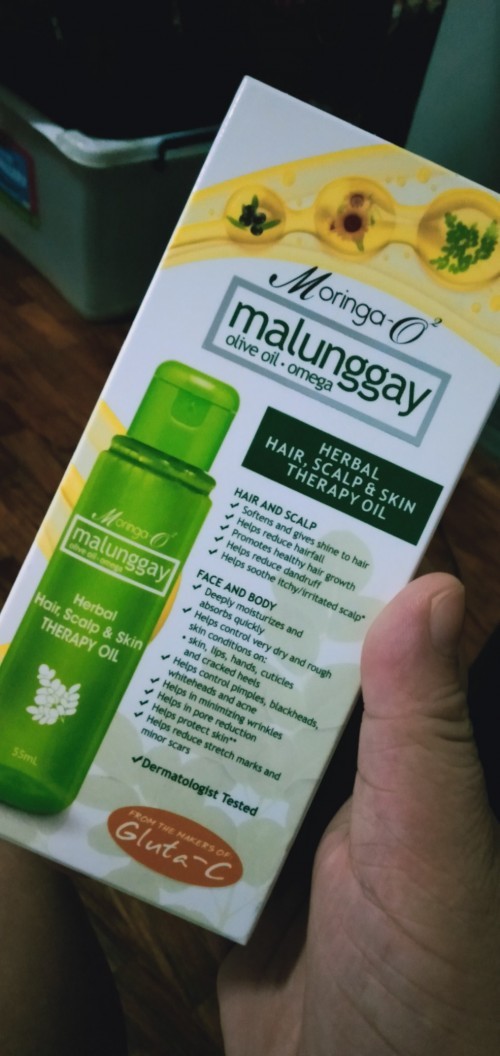 Moringa-O²
malunggay
olive oil • omega
HERBAL
HAIR, SCALP & SKIN
THERAPY OIL
HAIR AND SCALP
✓ Softens and gives shine to hair
✓ Helps reduce hairfall
✓ Promotes healthy hair growth
✓ Helps reduce dandruff
✓ Helps soothe itchy/irritated scalp*
FACE AND BODY
✓ Deeply moisturizes and
absorbs quickly
✓ Helps control very dry and rough
skin conditions on:
• skin, lips, hands, cuticles
and cracked heels
✓ Helps control pimples, blackheads,
whiteheads and acne
✓ Helps in minimizing wrinkles
✓ Helps in pore reduction
✓ Helps protect skin**
✓ Helps reduce stretch marks and
minor scars
✓Dermatologist Tested
FROM THE MAKERS OF
Gluta-C
Moringa-O²
malunggay
olive oil • omega
Herbal
Hair, Scalp & Skin
THERAPY OIL
55mL